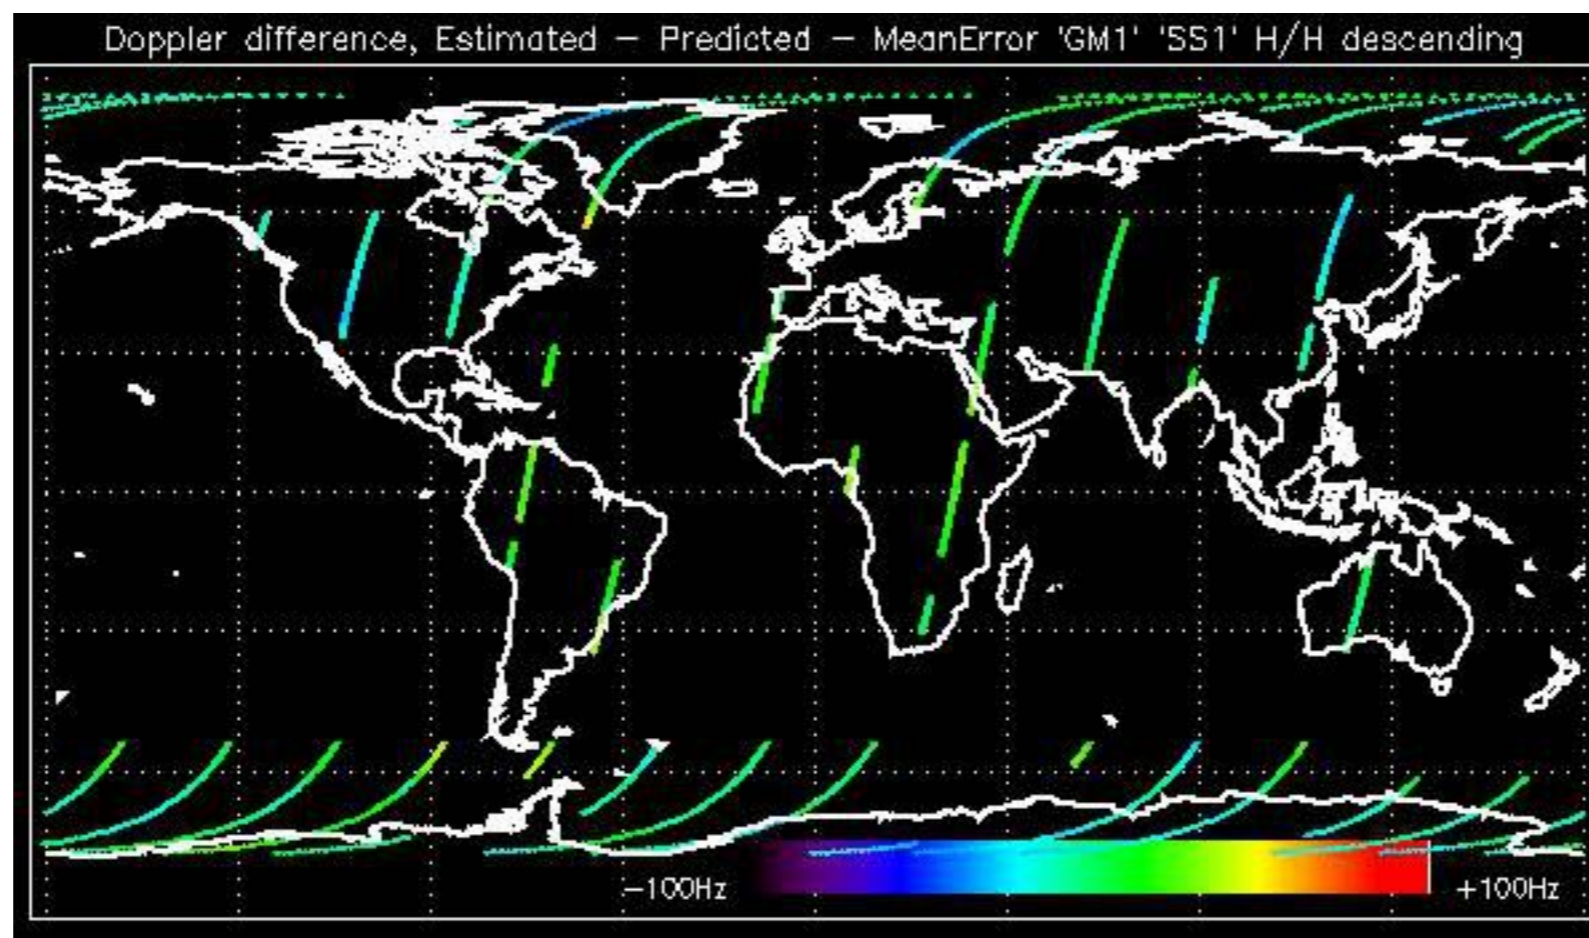 Doppler difference, Estimated – Predicted – MeanError 'GM1' 'SS1' H/H descending
–100Hz
+100Hz